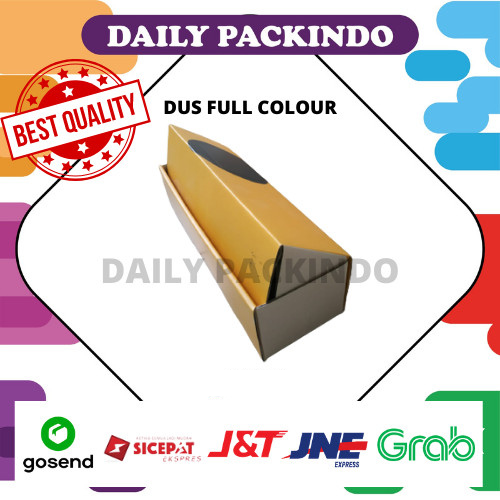 DAILY PACKINDO
BEST QUALITY
DUS FULL COLOUR
DAILY PACKINDO
gosend
SICEPAT
EKSPRES
J&T
JNE
EXPRESS
Grab